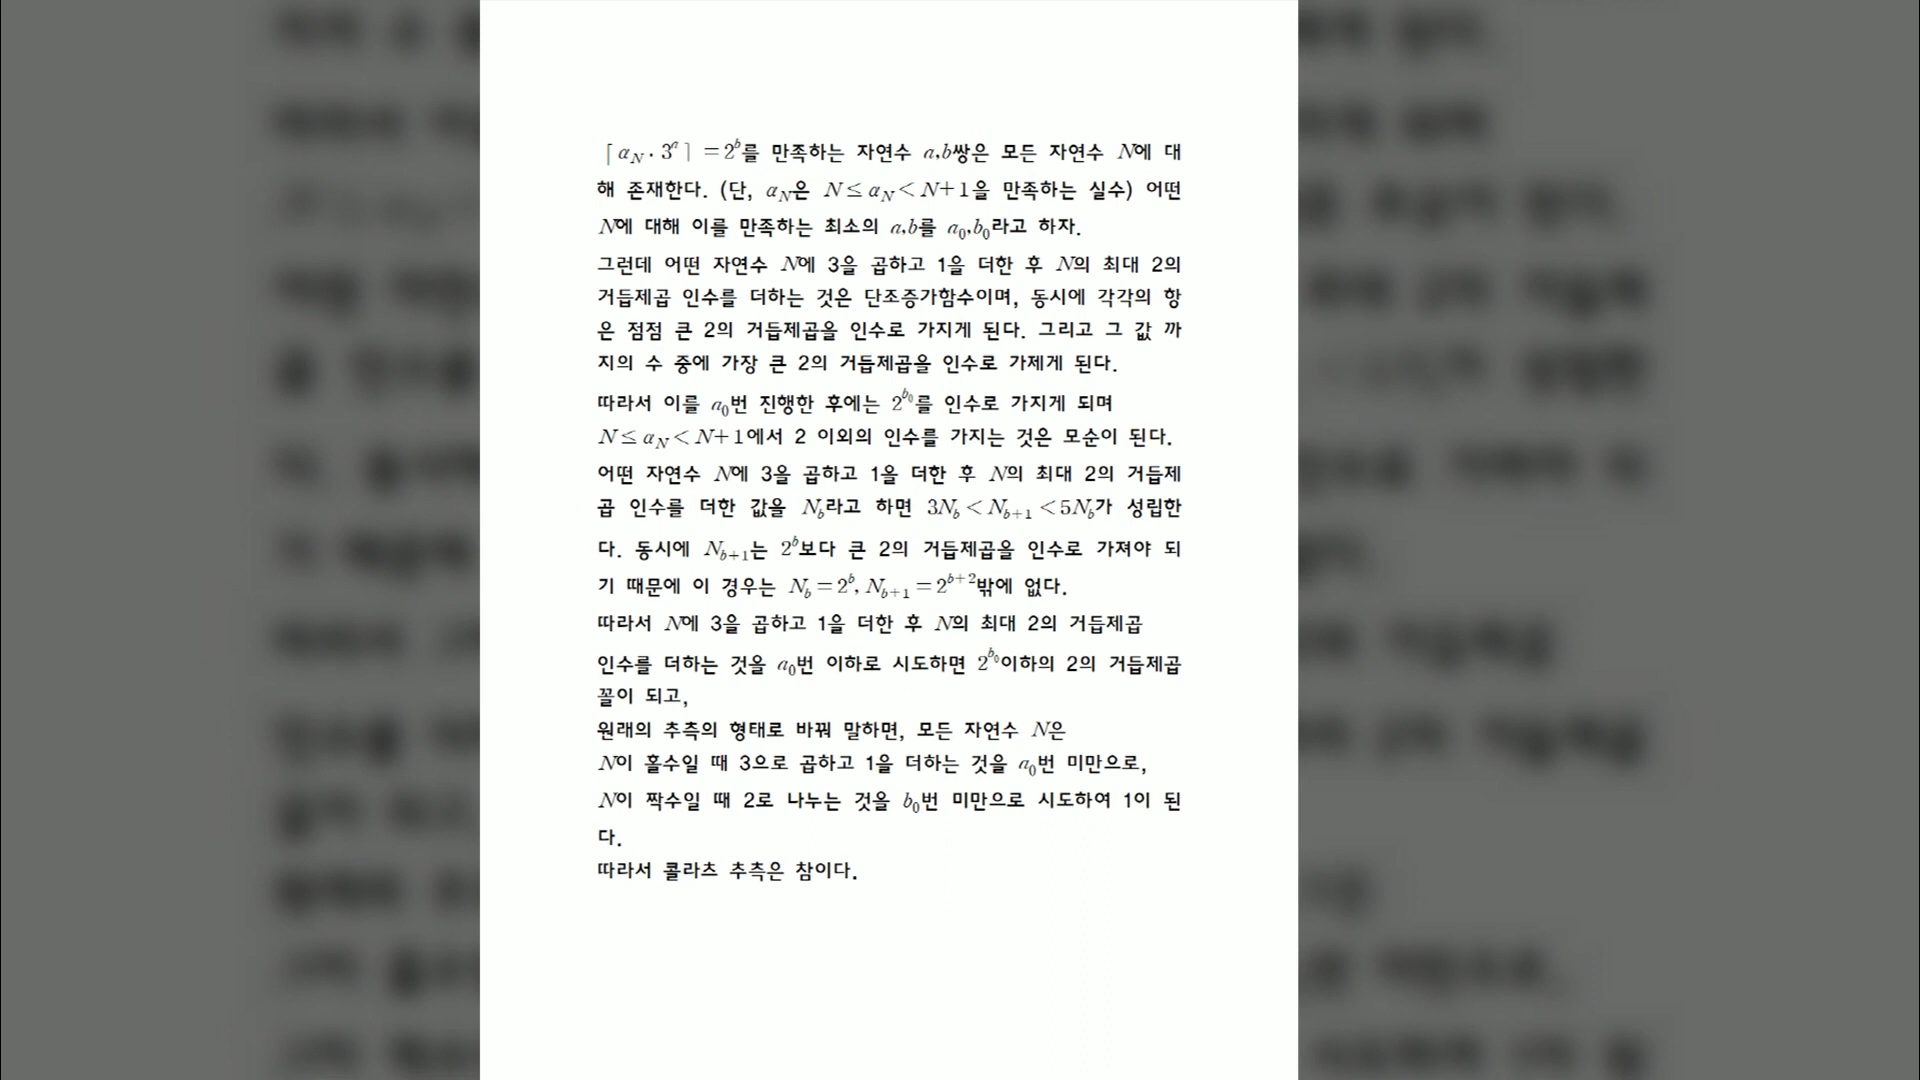 ⌈α_N · 3^a⌉ = 2^b를 만족하는 자연수 a,b쌍은 모든 자연수 N에 대
해 존재한다. (단, α_N은 N ≤ α_N < N+1을 만족하는 실수) 어떤
N에 대해 이를 만족하는 최소의 a,b를 a_0,b_0라고 하자.
그런데 어떤 자연수 N에 3을 곱하고 1을 더한 후 N의 최대 2의
거듭제곱 인수를 더하는 것은 단조증가함수이며, 동시에 각각의 항
은 점점 큰 2의 거듭제곱을 인수로 가지게 된다. 그리고 그 값 까
지의 수 중에 가장 큰 2의 거듭제곱을 인수로 가제게 된다.
따라서 이를 a_0번 진행한 후에는 2^{b_0}를 인수로 가지게 되며
N ≤ α_N < N+1에서 2 이외의 인수를 가지는 것은 모순이 된다.
어떤 자연수 N에 3을 곱하고 1을 더한 후 N의 최대 2의 거듭제
곱 인수를 더한 값을 N_b라고 하면 3N_b < N_{b+1} < 5N_b가 성립한
다. 동시에 N_{b+1}는 2^b보다 큰 2의 거듭제곱을 인수로 가져야 되
기 때문에 이 경우는 N_b = 2^b, N_{b+1} = 2^{b+2}밖에 없다.
따라서 N에 3을 곱하고 1을 더한 후 N의 최대 2의 거듭제곱
인수를 더하는 것을 a_0번 이하로 시도하면 2^{b_0}이하의 2의 거듭제곱
꼴이 되고,
원래의 추측의 형태로 바꿔 말하면, 모든 자연수 N은
N이 홀수일 때 3으로 곱하고 1을 더하는 것을 a_0번 미만으로,
N이 짝수일 때 2로 나누는 것을 b_0번 미만으로 시도하여 1이 된
다.
따라서 콜라츠 추측은 참이다.